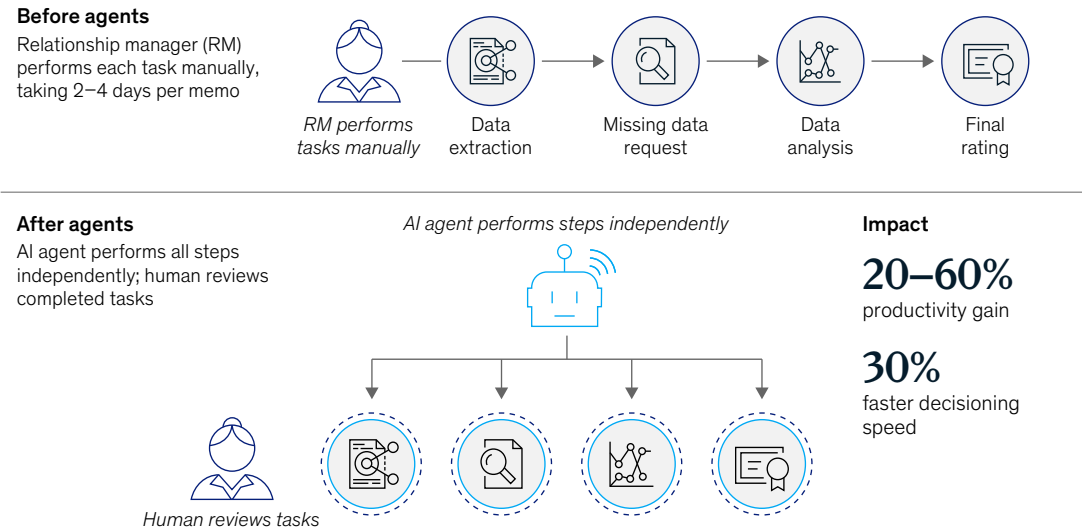 Before agents
Relationship manager (RM)
performs each task manually,
taking 2–4 days per memo
RM performs
tasks manually
Data
extraction
Missing data
request
Data
analysis
Final
rating
After agents
AI agent performs all steps
independently; human reviews
completed tasks
AI agent performs steps independently
Human reviews tasks
Impact
20–60%
productivity gain
30%
faster decisioning
speed